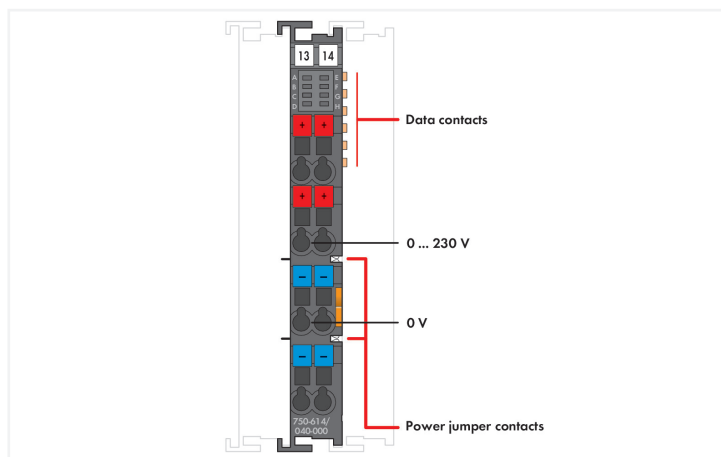 13 14
A E
B F
C G
D H
Data contacts
+ +
+ +
0 ... 230 V
– –
0 V
– –
750-614/
040-000
Power jumper contacts